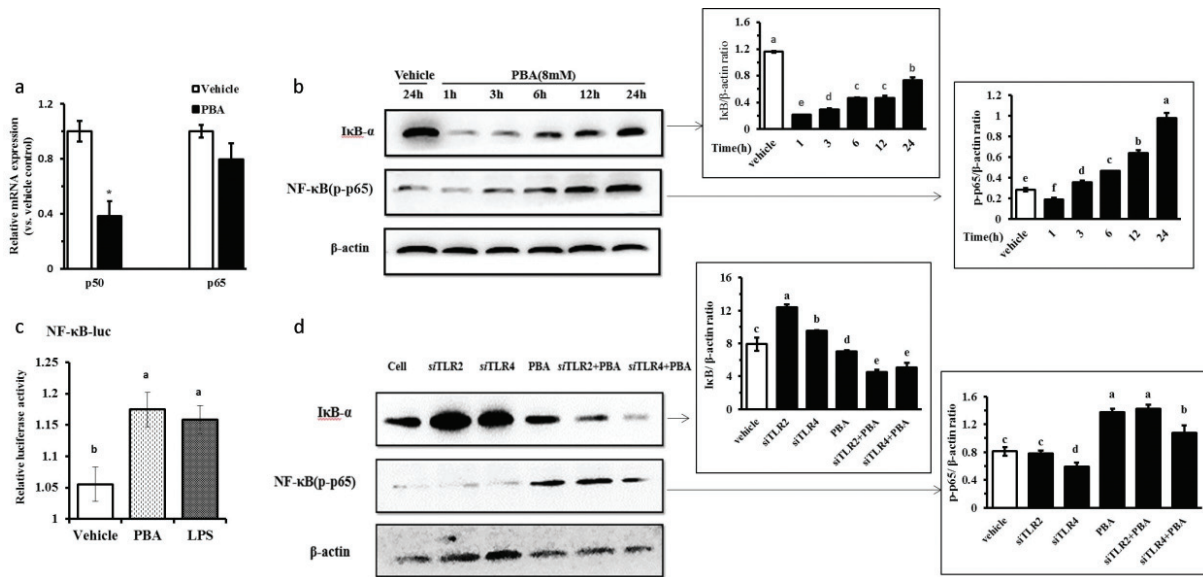 a
Relative mRNA expression
(vs. vehicle control)
1.2
0.8
0.4
0
Vehicle
PBA
*
p50
p65
b
Vehicle
PBA(8mM)
24h
1h
3h
6h
12h
24h
IκB-α
NF-κB(p-p65)
β-actin
IκB/β-actin ratio
1.6
1.2
0.8
0.4
0
a
e
d
c
c
b
Time(h)
vehicle
1
3
6
12
24
p-p65/β-actin ratio
1.2
1
0.8
0.6
0.4
0.2
0
e
f
d
c
b
a
Time(h)
vehicle
1
3
6
12
24
c
NF-κB-luc
Relative luciferase activity
1.25
1.2
1.15
1.1
1.05
1
b
a
a
Vehicle
PBA
LPS
d
Cell
siTLR2
siTLR4
PBA
siTLR2+PBA
siTLR4+PBA
IκB-α
NF-κB(p-p65)
β-actin
IκB/ β-actin ratio
16
12
8
4
0
c
a
b
d
e
e
vehicle
siTLR2
siTLR4
PBA
siTLR2+PBA
siTLR4+PBA
p-p65/ β-actin ratio
1.6
1.4
1.2
1
0.8
0.6
0.4
0.2
0
c
c
d
a
a
b
vehicle
siTLR2
siTLR4
PBA
siTLR2+PBA
siTLR4+PBA